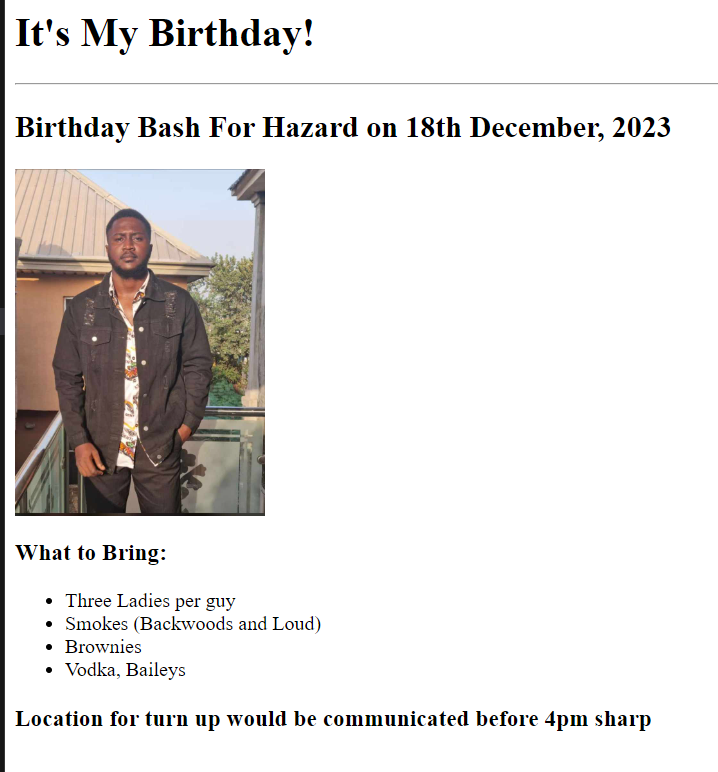 It's My Birthday!
Birthday Bash For Hazard on 18th December, 2023
What to Bring:
Three Ladies per guy
Smokes (Backwoods and Loud)
Brownies
Vodka, Baileys
Location for turn up would be communicated before 4pm sharp